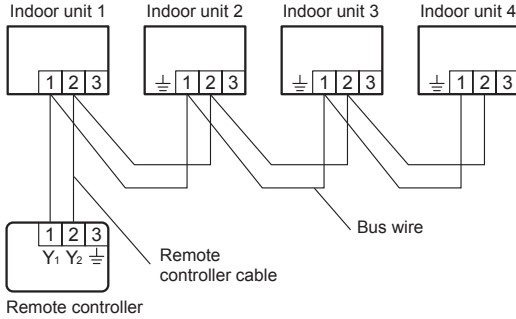 Indoor unit 1 Indoor unit 2 Indoor unit 3 Indoor unit 4
1 2 3 1 2 3 1 2 3 1 2 3
Bus wire
1 2 3
Y1 Y2
Remote
controller cable
Remote controller